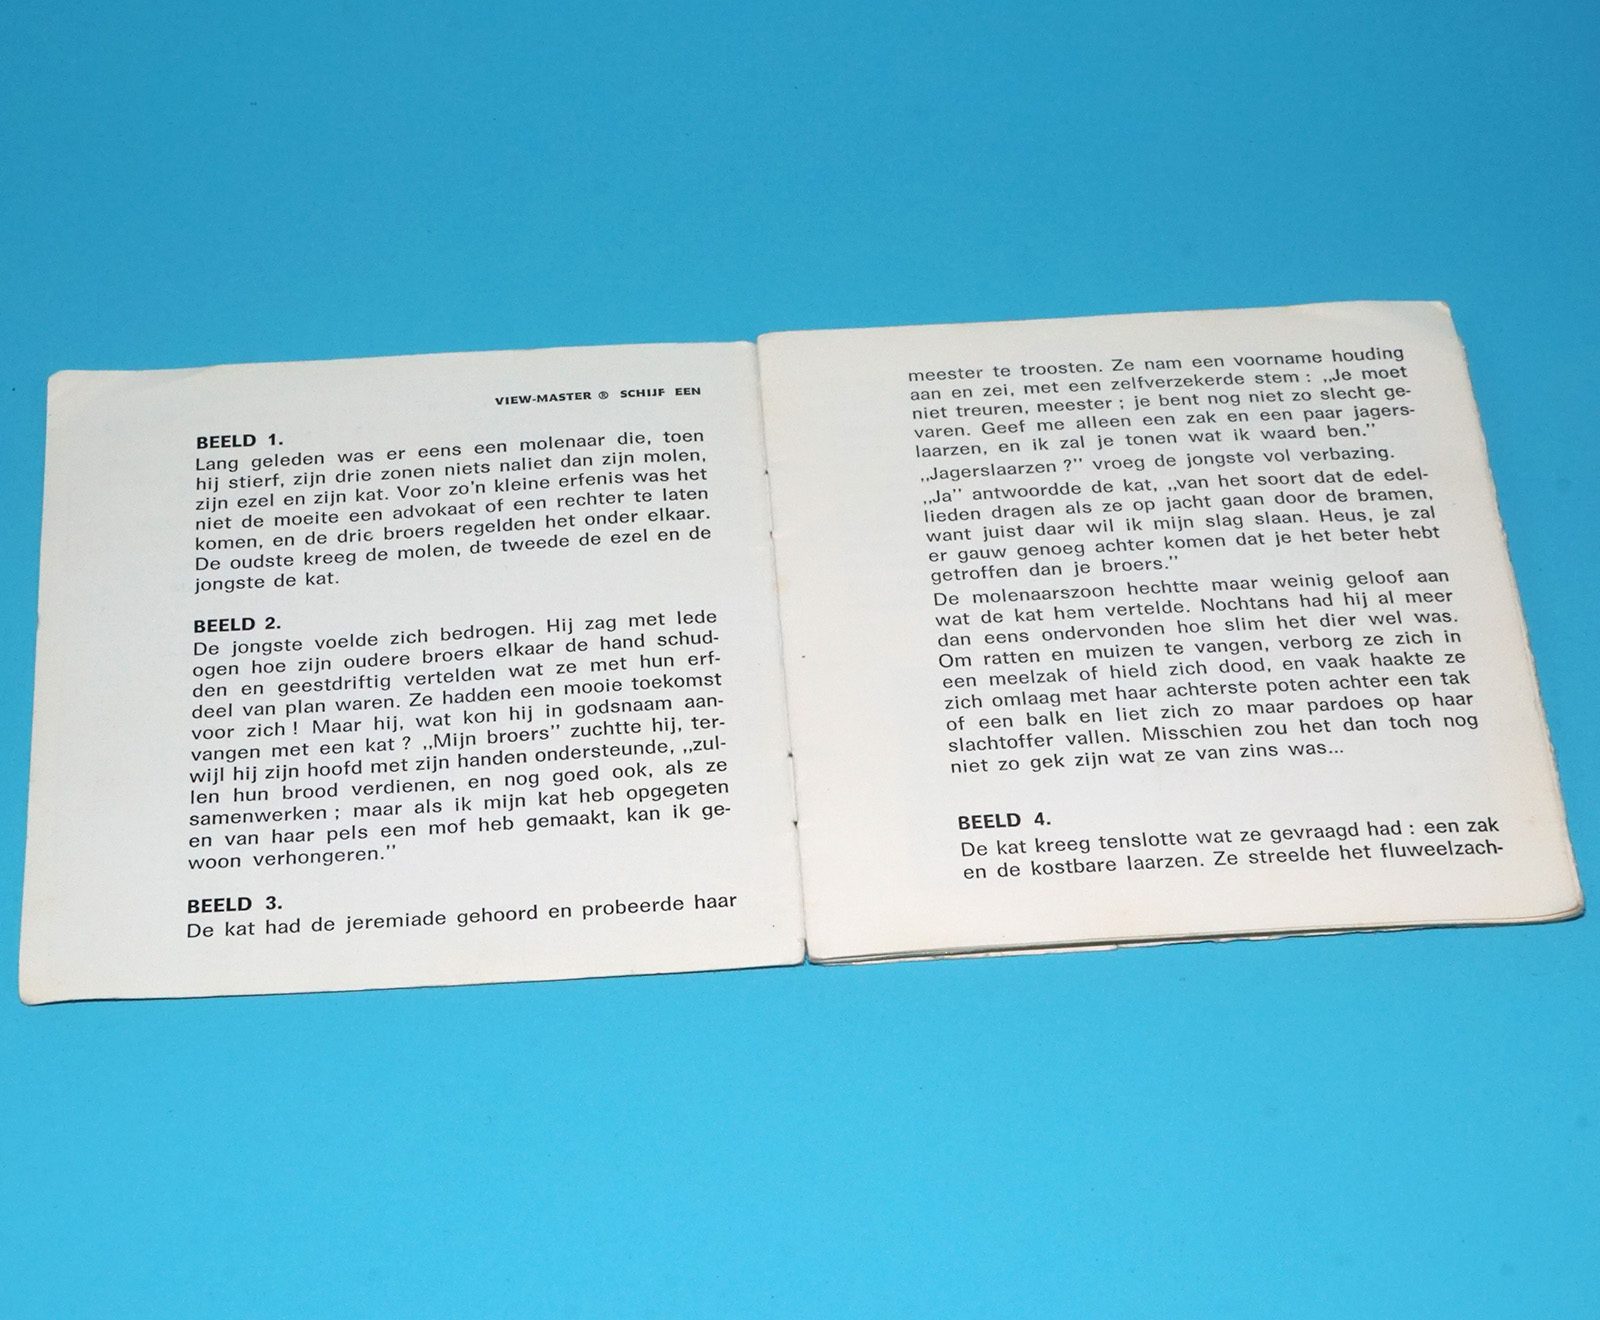 VIEW-MASTER ® SCHIJF EEN
BEELD 1.
Lang geleden was er eens een molenaar die, toen
hij stierf, zijn drie zonen niets naliet dan zijn molen,
zijn ezel en zijn kat. Voor zo'n kleine erfenis was het
niet de moeite een advokaat of een rechter te laten
komen, en de drie broers regelden het onder elkaar.
De oudste kreeg de molen, de tweede de ezel en de
jongste de kat.
BEELD 2.
De jongste voelde zich bedrogen. Hij zag met lede
ogen hoe zijn oudere broers elkaar de hand schud-
den en geestdriftig vertelden wat ze met hun erf-
deel van plan waren. Ze hadden een mooie toekomst
voor zich ! Maar hij, wat kon hij in godsnaam aan-
vangen met een kat ? ,,Mijn broers'' zuchtte hij, ter-
wijl hij zijn hoofd met zijn handen ondersteunde, ,,zul-
len hun brood verdienen, en nog goed ook, als ze
samenwerken ; maar als ik mijn kat heb opgegeten
en van haar pels een mof heb gemaakt, kan ik ge-
woon verhongeren.''
BEELD 3.
De kat had de jeremiade gehoord en probeerde haar
meester te troosten. Ze nam een voorname houding
aan en zei, met een zelfverzekerde stem : ,,Je moet
niet treuren, meester ; je bent nog niet zo slecht ge-
varen. Geef me alleen een zak en een paar jagers-
laarzen, en ik zal je tonen wat ik waard ben.''
,,Jagerslaarzen ?'' vroeg de jongste vol verbazing.
,,Ja'' antwoordde de kat, ,,van het soort dat de edel-
lieden dragen als ze op jacht gaan door de bramen,
want juist daar wil ik mijn slag slaan. Heus, je zal
er gauw genoeg achter komen dat je het beter hebt
getroffen dan je broers.''
De molenaarszoon hechtte maar weinig geloof aan
wat de kat hem vertelde. Nochtans had hij al meer
dan eens ondervonden hoe slim het dier wel was.
Om ratten en muizen te vangen, verborg ze zich in
een meelzak of hield zich dood, en vaak haakte ze
zich omlaag met haar achterste poten achter een tak
of een balk en liet zich zo maar pardoes op haar
slachtoffer vallen. Misschien zou het dan toch nog
niet zo gek zijn wat ze van zins was...
BEELD 4.
De kat kreeg tenslotte wat ze gevraagd had : een zak
en de kostbare laarzen. Ze streelde het fluweelzach-